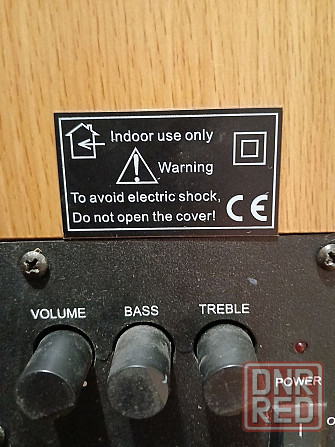 Indoor use only
Warning
To avoid electric shock,
Do not open the cover!
CE
VOLUME
BASS
TREBLE
POWER
DNR
RED